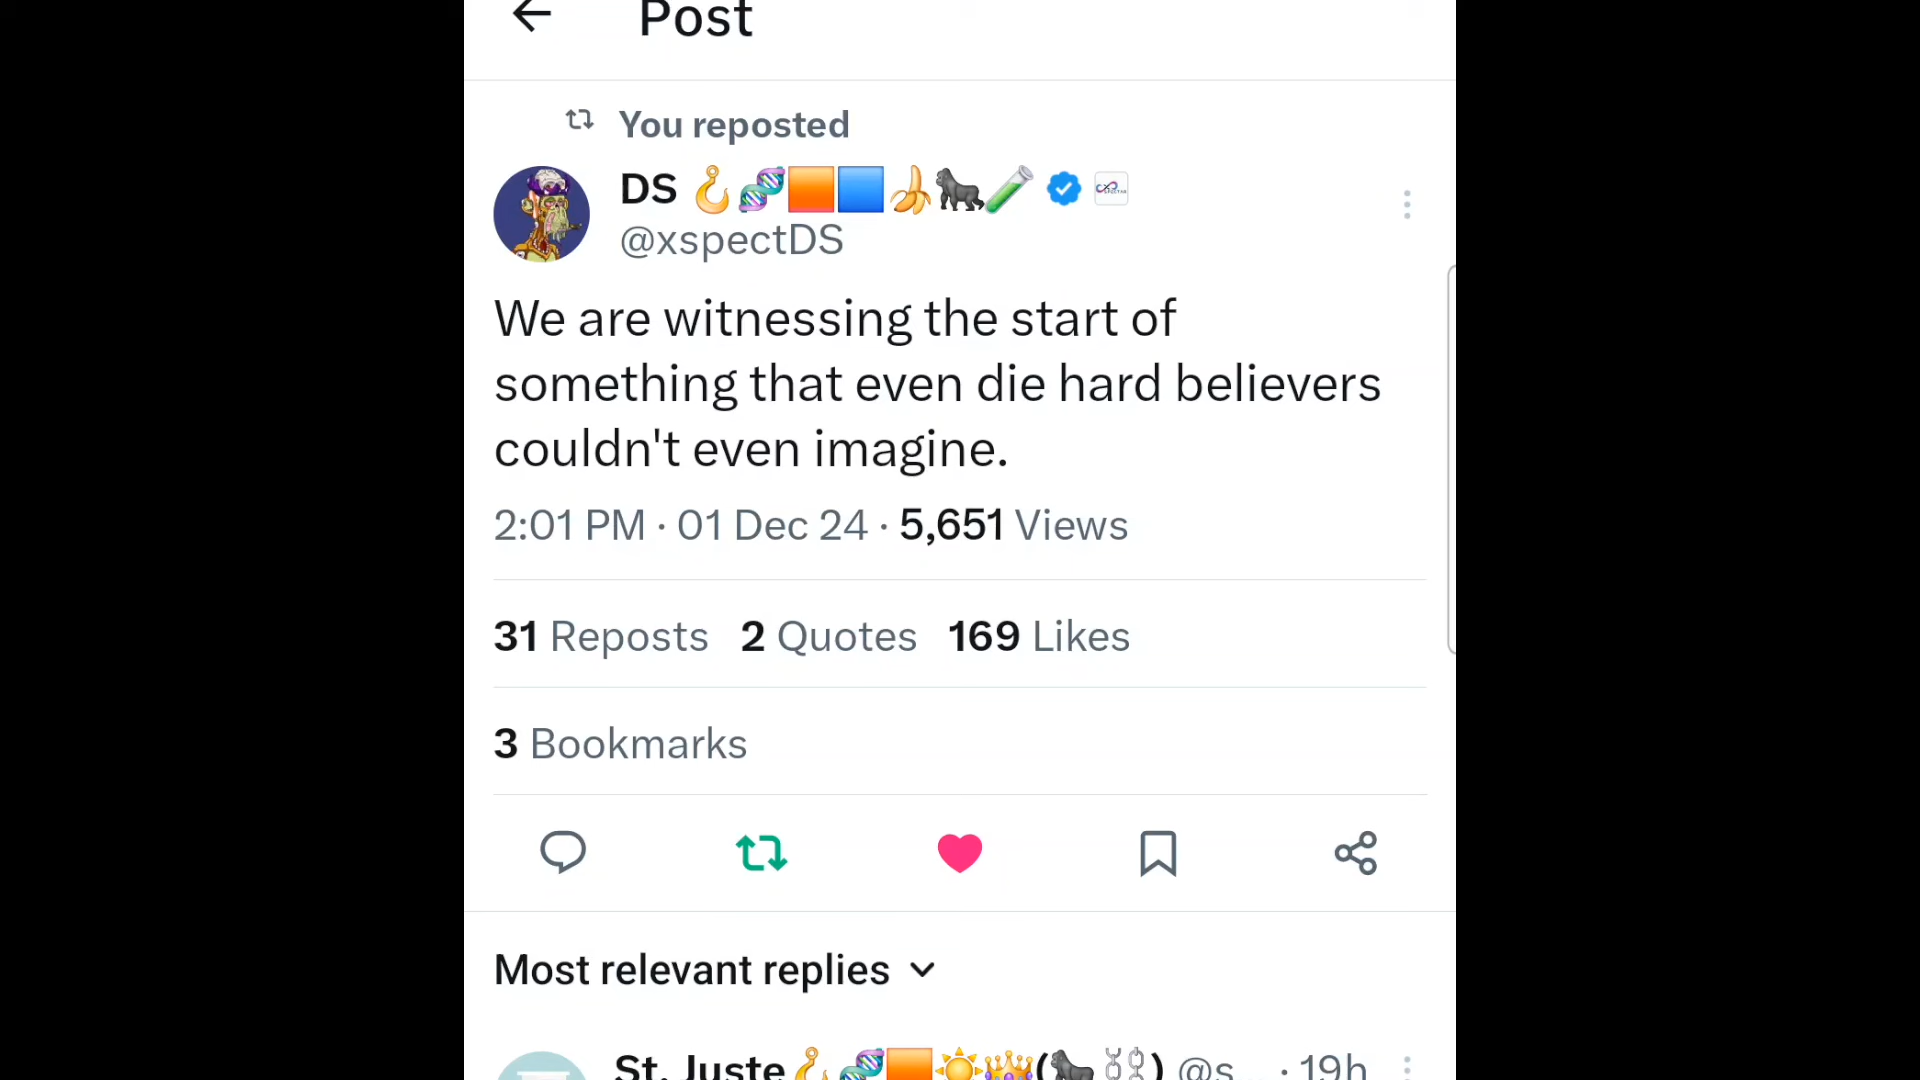 Post
You reposted
DS 🪝🧬🟧🟦🍌🦍🧪
@xspectDS
We are witnessing the start of
something that even die hard believers
couldn't even imagine.
2:01 PM · 01 Dec 24 · 5,651 Views
31 Reposts 2 Quotes 169 Likes
3 Bookmarks
Most relevant replies
St. Juste🪝🧬🟧☀️👑(🦍⛓️) @s... · 19h